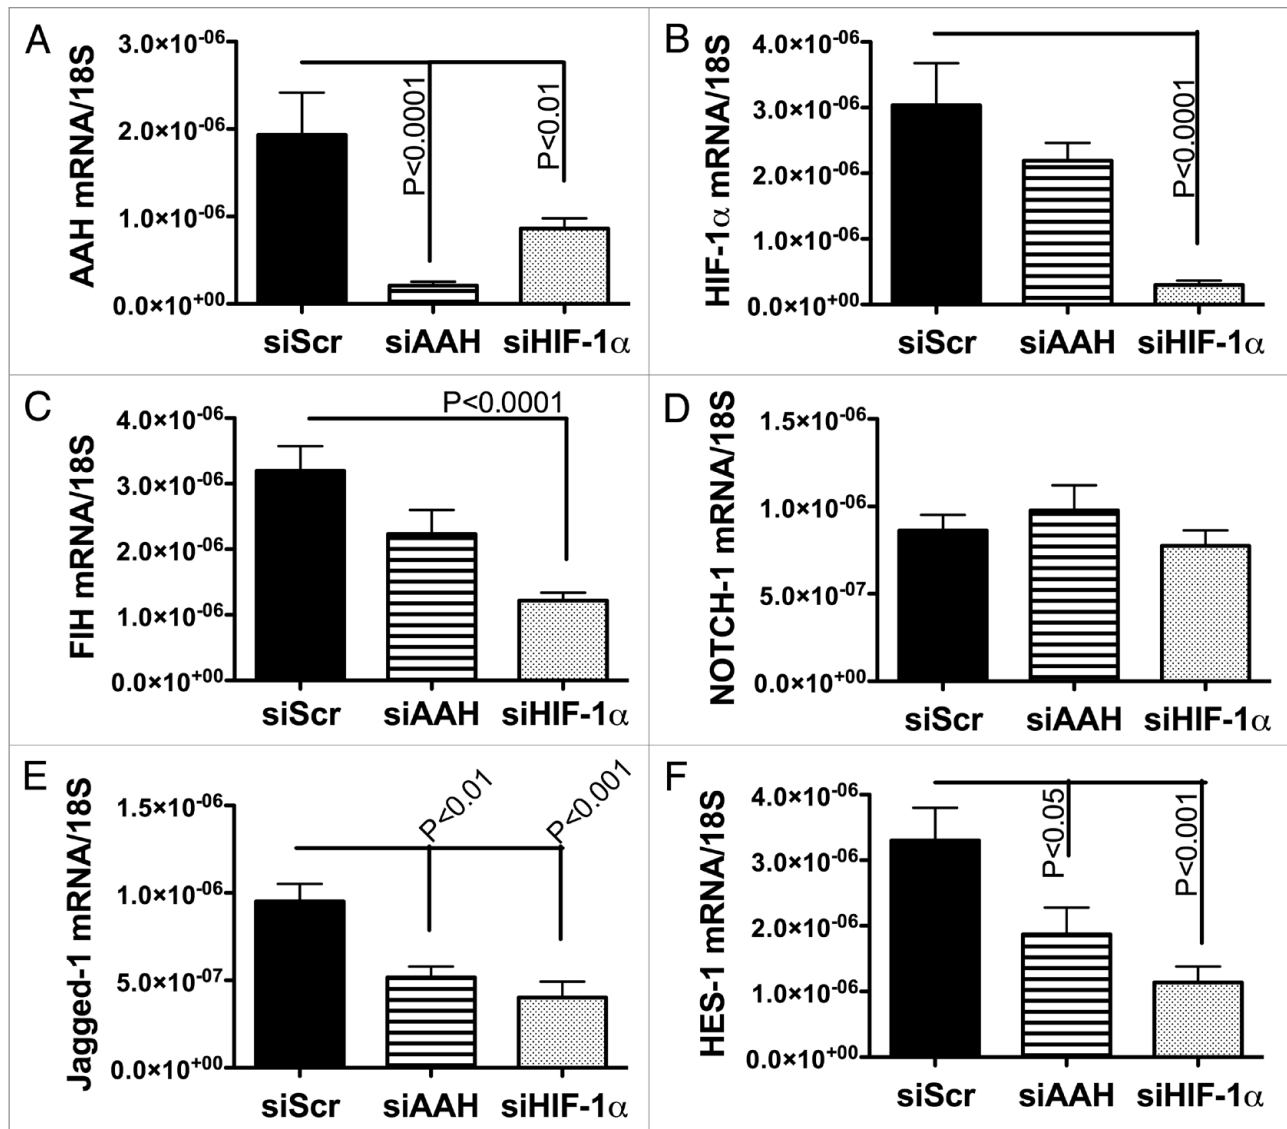 A
AAH mRNA/18S
3.0×10-06
2.0×10-06
1.0×10-06
0.0×10+00
P<0.0001
P<0.01
siScr siAAH siHIF-1α
B
HIF-1α mRNA/18S
4.0×10-06
3.0×10-06
2.0×10-06
1.0×10-06
0.0×10+00
P<0.0001
siScr siAAH siHIF-1α
C
FIH mRNA/18S
4.0×10-06
3.0×10-06
2.0×10-06
1.0×10-06
0.0×10+00
P<0.0001
siScr siAAH siHIF-1α
D
NOTCH-1 mRNA/18S
1.5×10-06
1.0×10-06
5.0×10-07
0.0×10+00
siScr siAAH siHIF-1α
E
Jagged-1 mRNA/18S
1.5×10-06
1.0×10-06
5.0×10-07
0.0×10+00
P<0.01
P<0.001
siScr siAAH siHIF-1α
F
HES-1 mRNA/18S
4.0×10-06
3.0×10-06
2.0×10-06
1.0×10-06
0.0×10+00
P<0.05
P<0.001
siScr siAAH siHIF-1α